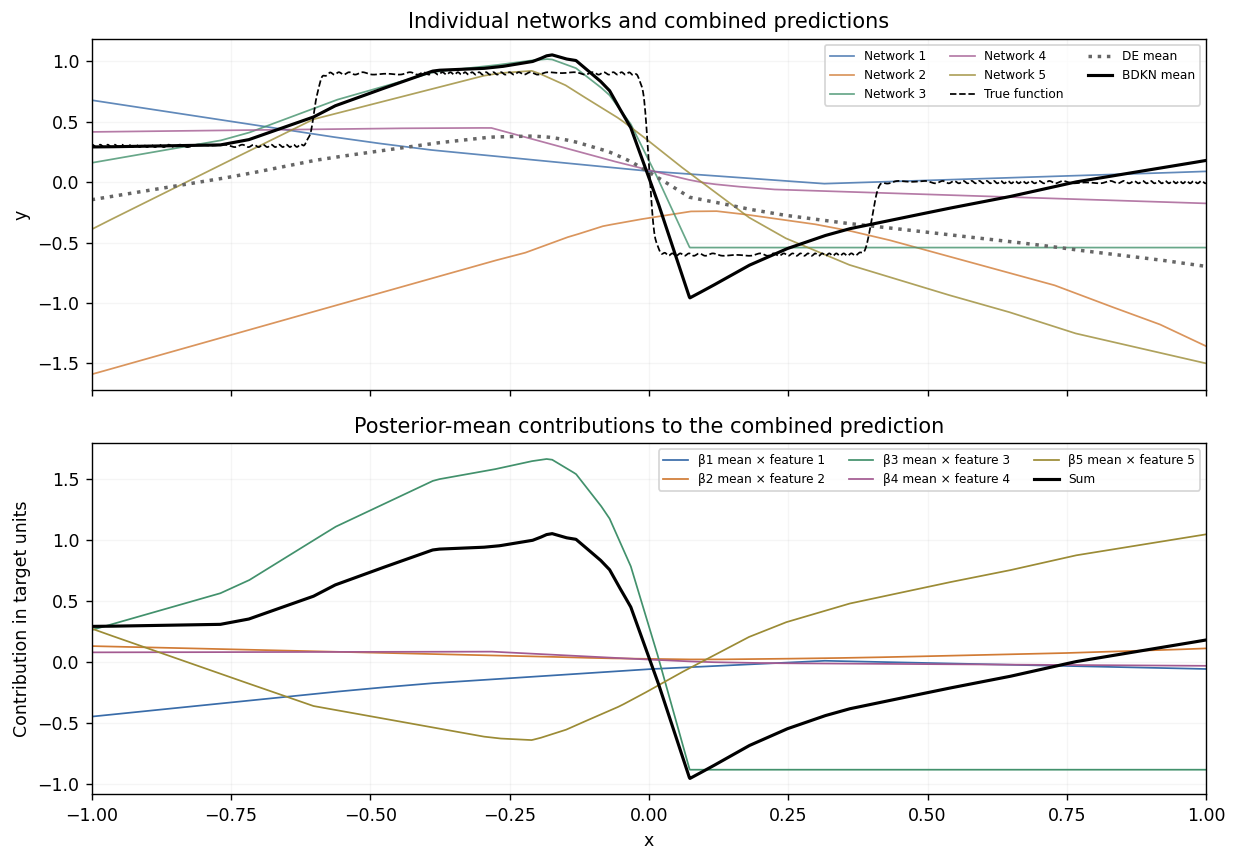 Individual networks and combined predictions
Network 1
Network 2
Network 3
Network 4
Network 5
True function
DE mean
BDKN mean
1.0
0.5
0.0
−0.5
−1.0
−1.5
y
Posterior-mean contributions to the combined prediction
β1 mean × feature 1
β2 mean × feature 2
β3 mean × feature 3
β4 mean × feature 4
β5 mean × feature 5
Sum
1.5
1.0
0.5
0.0
−0.5
−1.0
Contribution in target units
−1.00 −0.75 −0.50 −0.25 0.00 0.25 0.50 0.75 1.00
x